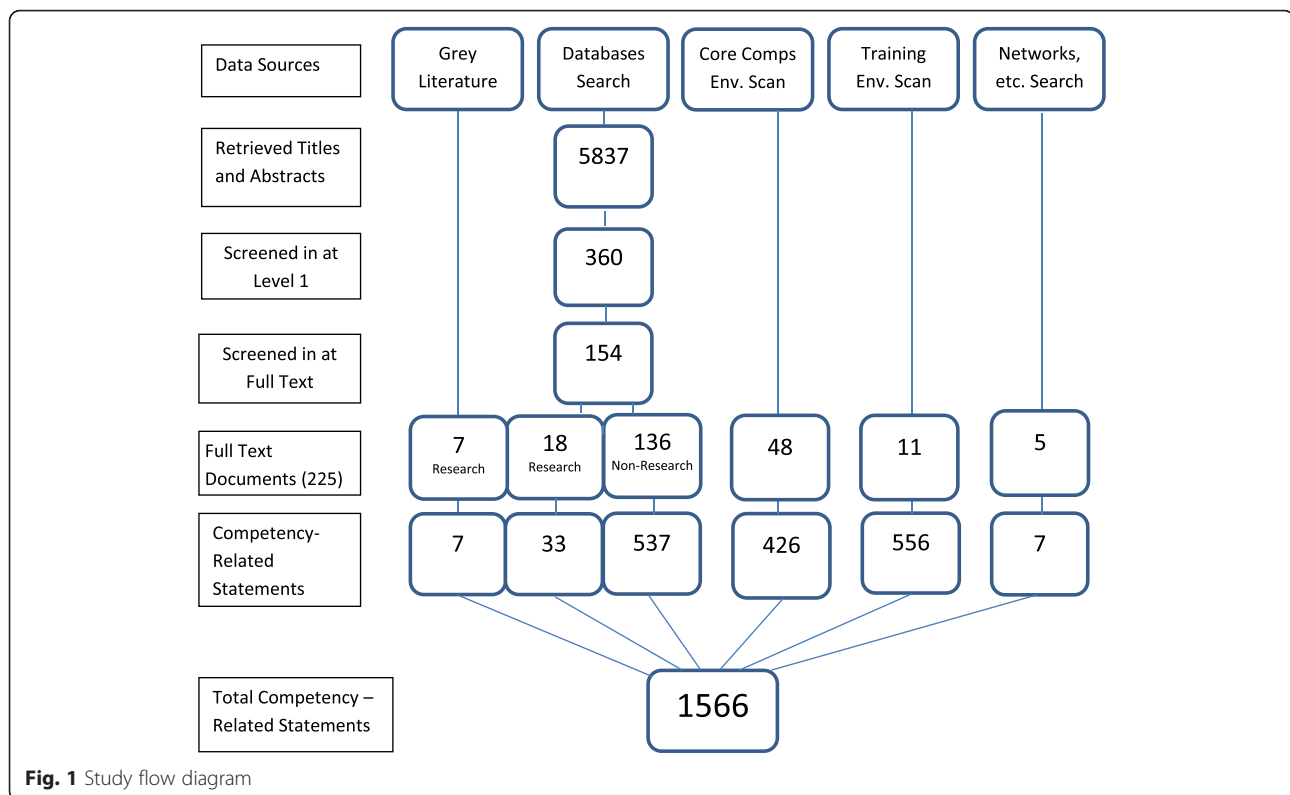 Data Sources
Grey
Literature
Databases
Search
Core Comps
Env. Scan
Training
Env. Scan
Networks,
etc. Search
Retrieved Titles
and Abstracts
5837
Screened in at
Level 1
360
Screened in at
Full Text
154
Full Text
Documents (225)
7
Research
18
Research
136
Non-Research
48
11
5
Competency-
Related
Statements
7
33
537
426
556
7
Total Competency –
Related Statements
1566
Fig. 1 Study flow diagram